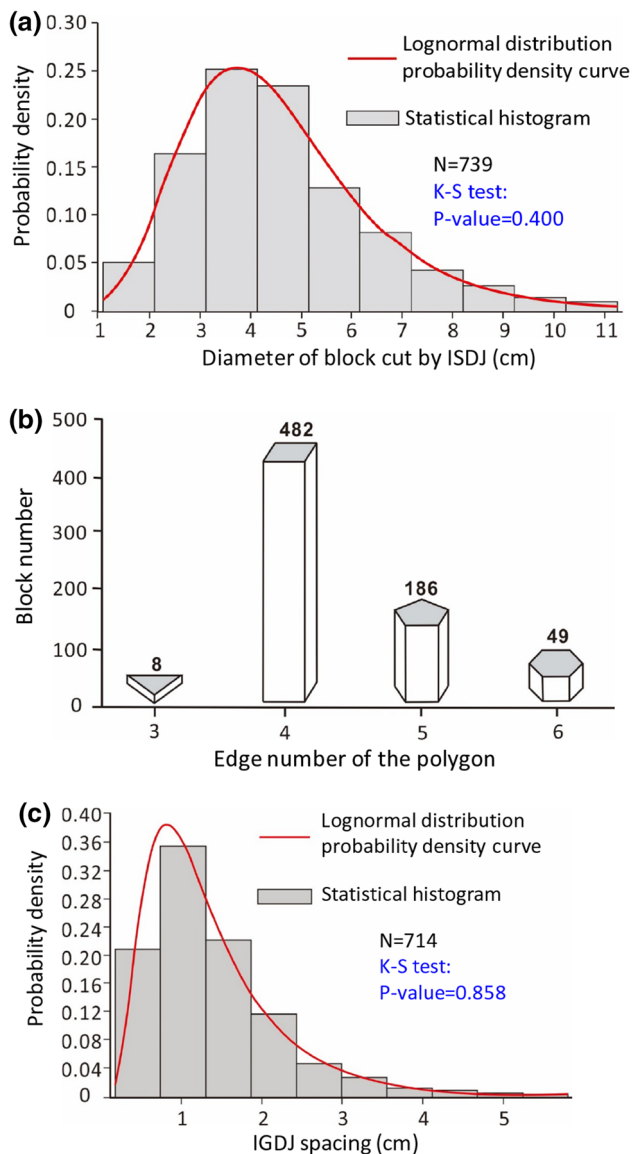 (a)
0.30
0.25
0.20
0.15
0.10
0.05
0
Probability density
Lognormal distribution
probability density curve
Statistical histogram
N=739
K-S test:
P-value=0.400
1 2 3 4 5 6 7 8 9 10 11
Diameter of block cut by ISDJ (cm)
(b)
500
400
300
200
100
0
Block number
8
482
186
49
3 4 5 6
Edge number of the polygon
(c)
0.40
0.36
0.32
0.28
0.24
0.20
0.16
0.12
0.08
0.04
0
Probability density
Lognormal distribution
probability density curve
Statistical histogram
N=714
K-S test:
P-value=0.858
1 2 3 4 5
IGDJ spacing (cm)